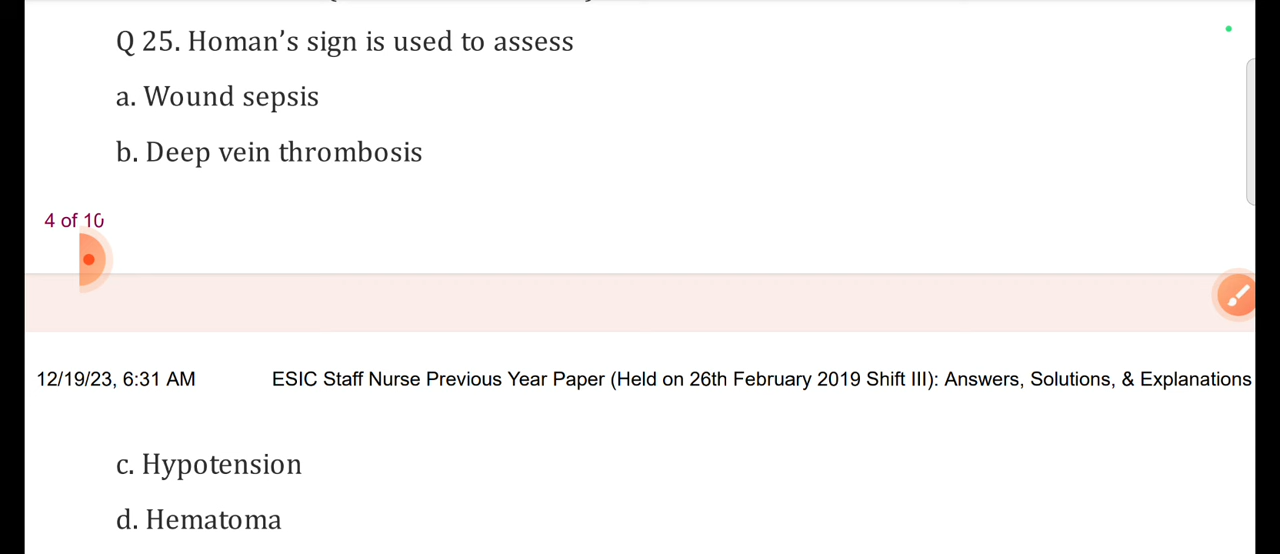 Q 25. Homan’s sign is used to assess
a. Wound sepsis
b. Deep vein thrombosis
4 of 10
12/19/23, 6:31 AM ESIC Staff Nurse Previous Year Paper (Held on 26th February 2019 Shift III): Answers, Solutions, & Explanations
c. Hypotension
d. Hematoma